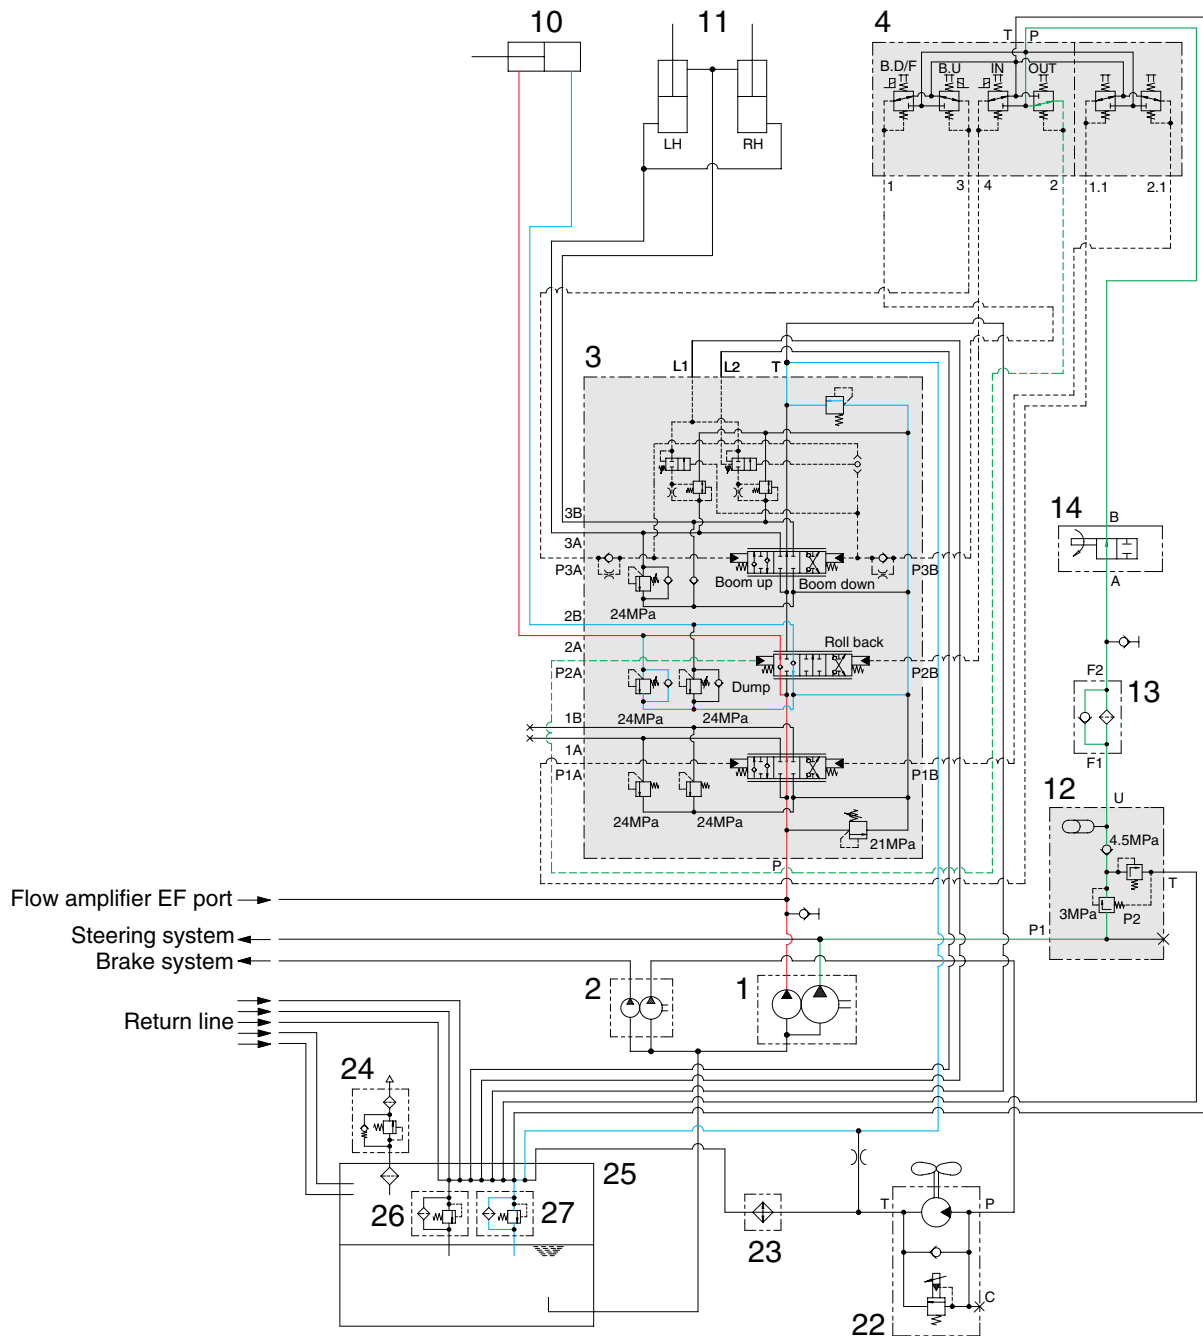 10
11
4
T P
B.D/F B.U IN OUT
LH RH
1 3 4 2 1.1 2.1
3
L1 L2 T
14
B
A
3B
3A
P3A P3B
Boom up Boom down
24MPa
2B
2A
Roll back
P2A P2B
Dump
24MPa 24MPa
F2
13
F1
1B
1A
P1A P1B
24MPa 24MPa
21MPa
P
12
U
4.5MPa
T
3MPa P2
P1
Flow amplifier EF port
Steering system
Brake system
2
1
Return line
24
25
26
27
23
T P
C
22